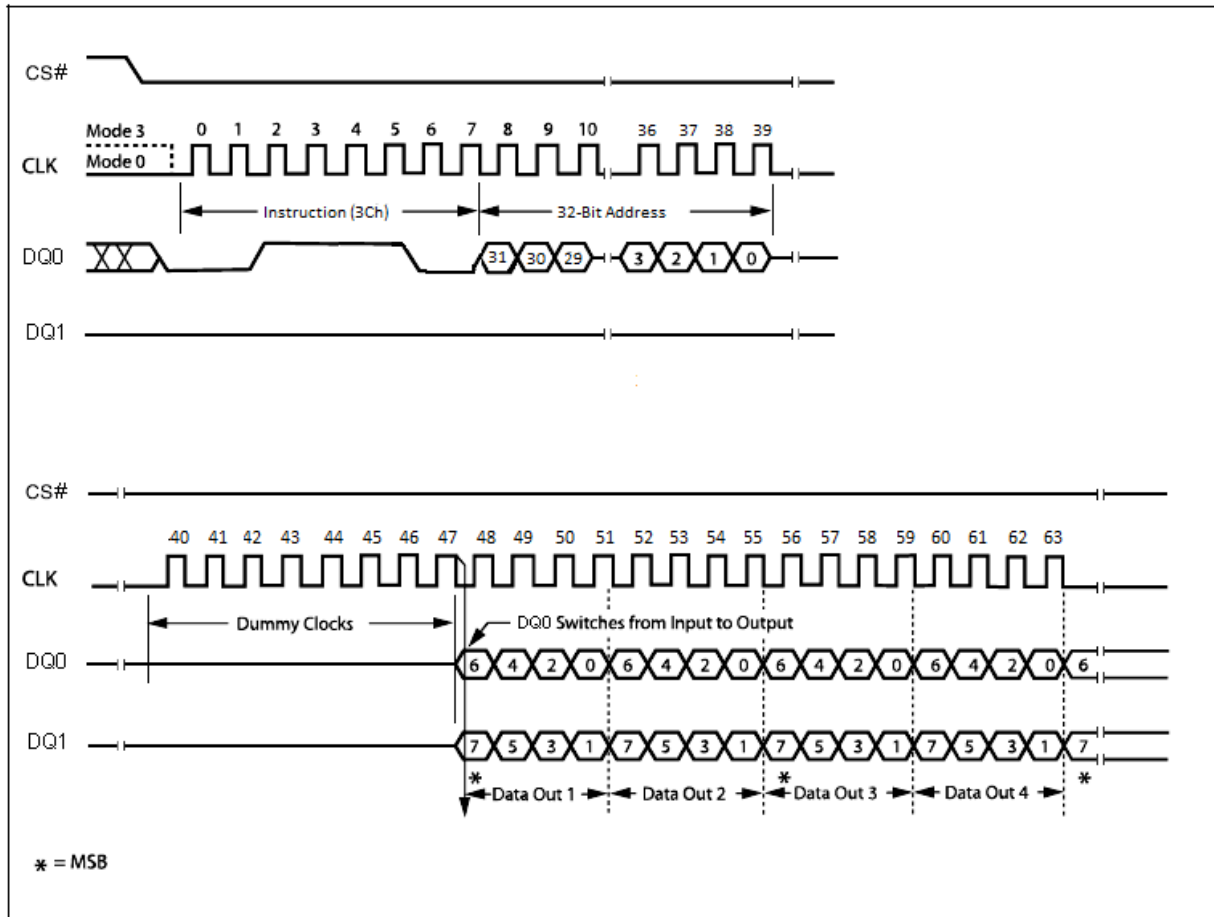 CS#
Mode 3 0 1 2 3 4 5 6 7 8 9 10 36 37 38 39
Mode 0
CLK
Instruction (3Ch) 32-Bit Address
DQ0 31 30 29 3 2 1 0
DQ1
CS#
40 41 42 43 44 45 46 47 48 49 50 51 52 53 54 55 56 57 58 59 60 61 62 63
CLK
Dummy Clocks DQ0 Switches from Input to Output
DQ0 6 4 2 0 6 4 2 0 6 4 2 0 6 4 2 0 6
DQ1 7 5 3 1 7 5 3 1 7 5 3 1 7 5 3 1 7
* * *
Data Out 1 Data Out 2 Data Out 3 Data Out 4
* = MSB